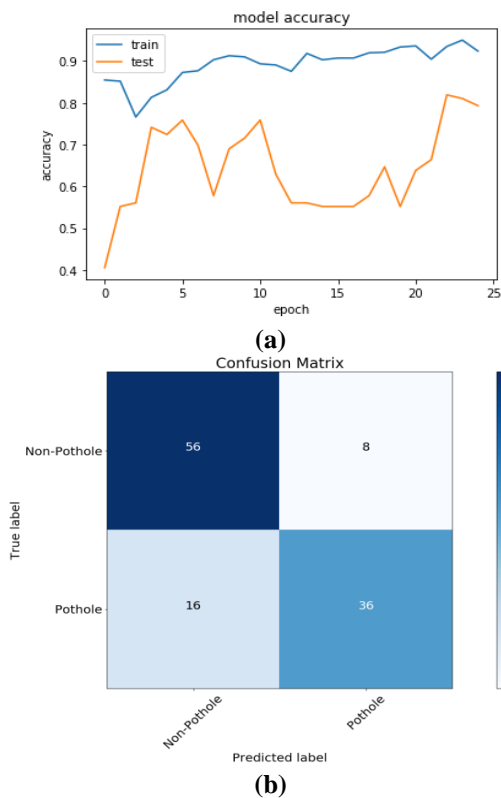 model accuracy
train
test
accuracy
0.9
0.8
0.7
0.6
0.5
0.4
0 5 10 15 20 25
epoch
(a)
Confusion Matrix
True label
Non-Pothole
56 8
Pothole
16 36
Non-Pothole Pothole
Predicted label
(b)